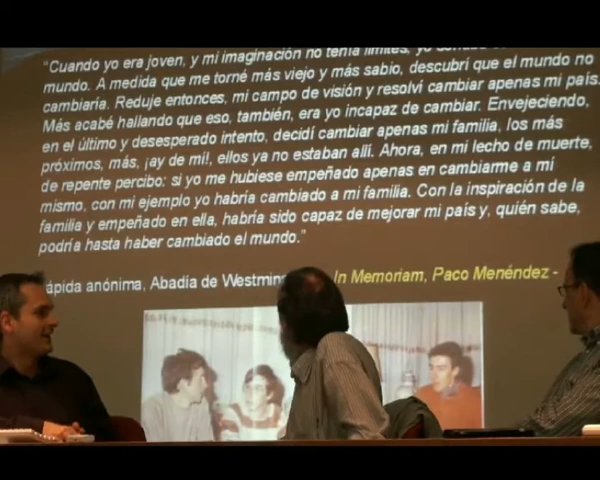 “Cuando yo era joven, y mi imaginación no tenía límites, yo
mundo. A medida que me torné más viejo y más sabio, descubrí que el mundo no
cambiaría. Reduje entonces, mi campo de visión y resolví cambiar apenas mi país.
Más acabé hallando que eso, también, era yo incapaz de cambiar. Envejeciendo,
en el último y desesperado intento, decidí cambiar apenas mi familia, los más
próximos, más, ¡ay de mí!, ellos ya no estaban allí. Ahora, en mi lecho de muerte,
de repente percibo: si yo me hubiese empeñado apenas en cambiarme a mí
mismo, con mi ejemplo yo habría cambiado a mi familia. Con la inspiración de la
familia y empeñado en ella, habría sido capaz de mejorar mi país y, quién sabe,
podría hasta haber cambiado el mundo.”
ápida anónima, Abadía de Westmin In Memoriam, Paco Menéndez -